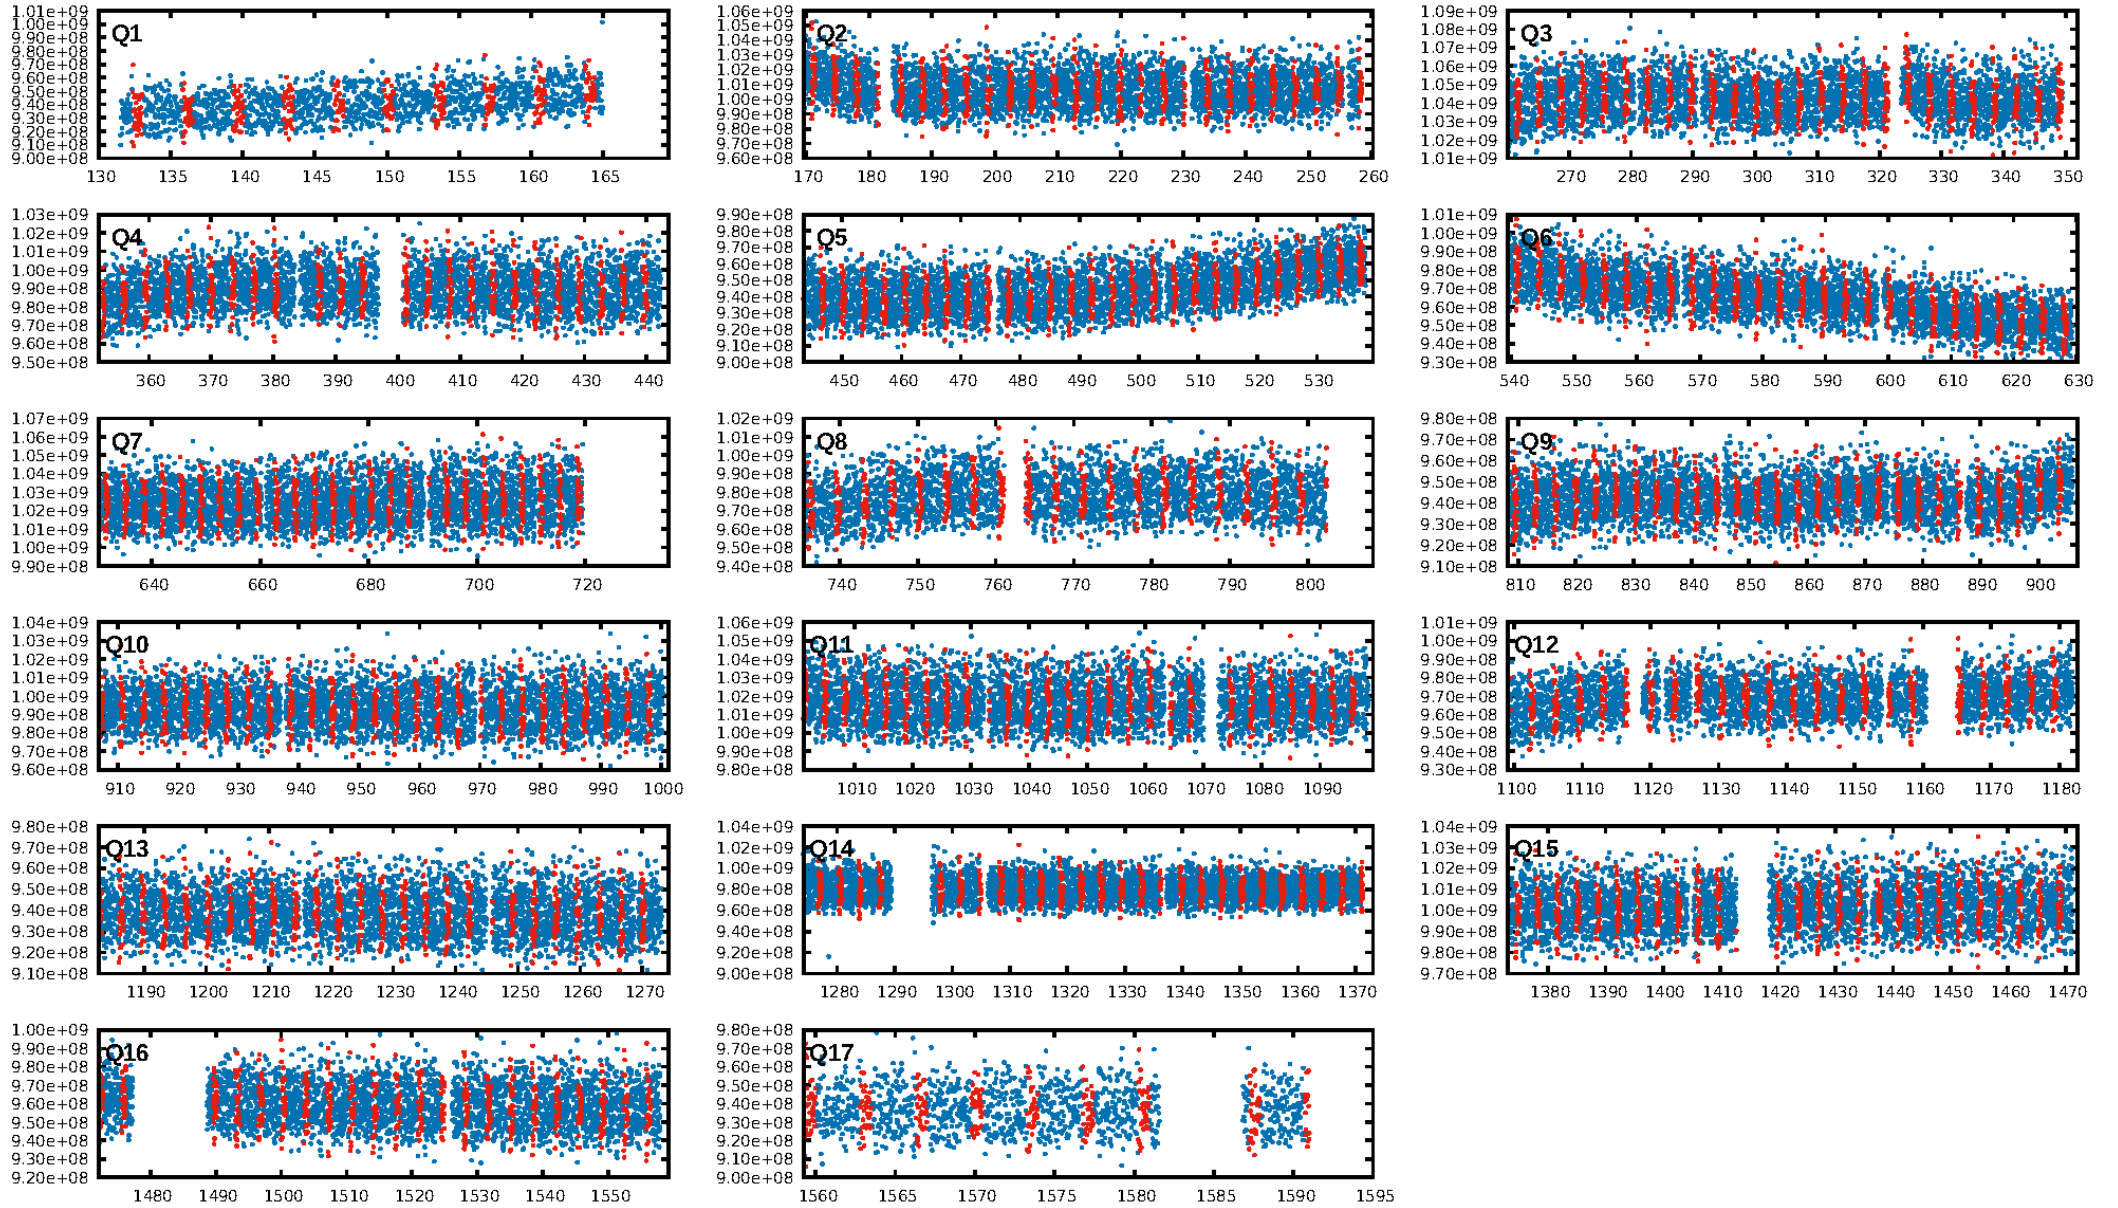 Q1
1.01e+09
1.00e+09
9.90e+08
9.80e+08
9.70e+08
9.60e+08
9.50e+08
9.40e+08
9.30e+08
9.20e+08
9.10e+08
9.00e+08
130 135 140 145 150 155 160 165
Q2
1.06e+09
1.05e+09
1.04e+09
1.03e+09
1.02e+09
1.01e+09
1.00e+09
9.90e+08
9.80e+08
9.70e+08
9.60e+08
170 180 190 200 210 220 230 240 250 260
Q3
1.09e+09
1.08e+09
1.07e+09
1.06e+09
1.05e+09
1.04e+09
1.03e+09
1.02e+09
1.01e+09
270 280 290 300 310 320 330 340 350
Q4
1.03e+09
1.02e+09
1.01e+09
1.00e+09
9.90e+08
9.80e+08
9.70e+08
9.60e+08
9.50e+08
360 370 380 390 400 410 420 430 440
Q5
9.90e+08
9.80e+08
9.70e+08
9.60e+08
9.50e+08
9.40e+08
9.30e+08
9.20e+08
9.10e+08
9.00e+08
450 460 470 480 490 500 510 520 530
Q6
1.01e+09
1.00e+09
9.90e+08
9.80e+08
9.70e+08
9.60e+08
9.50e+08
9.40e+08
9.30e+08
540 550 560 570 580 590 600 610 620 630
Q7
1.07e+09
1.06e+09
1.05e+09
1.04e+09
1.03e+09
1.02e+09
1.01e+09
1.00e+09
9.90e+08
640 660 680 700 720
Q8
1.02e+09
1.01e+09
1.00e+09
9.90e+08
9.80e+08
9.70e+08
9.60e+08
9.50e+08
9.40e+08
740 750 760 770 780 790 800
Q9
9.80e+08
9.70e+08
9.60e+08
9.50e+08
9.40e+08
9.30e+08
9.20e+08
9.10e+08
810 820 830 840 850 860 870 880 890 900
Q10
1.04e+09
1.03e+09
1.02e+09
1.01e+09
1.00e+09
9.90e+08
9.80e+08
9.70e+08
9.60e+08
910 920 930 940 950 960 970 980 990 1000
Q11
1.06e+09
1.05e+09
1.04e+09
1.03e+09
1.02e+09
1.01e+09
1.00e+09
9.90e+08
9.80e+08
1010 1020 1030 1040 1050 1060 1070 1080 1090
Q12
1.01e+09
1.00e+09
9.90e+08
9.80e+08
9.70e+08
9.60e+08
9.50e+08
9.40e+08
9.30e+08
1100 1110 1120 1130 1140 1150 1160 1170 1180
Q13
9.80e+08
9.70e+08
9.60e+08
9.50e+08
9.40e+08
9.30e+08
9.20e+08
9.10e+08
1190 1200 1210 1220 1230 1240 1250 1260 1270
Q14
1.04e+09
1.02e+09
1.00e+09
9.80e+08
9.60e+08
9.40e+08
9.20e+08
9.00e+08
1280 1290 1300 1310 1320 1330 1340 1350 1360 1370
Q15
1.04e+09
1.03e+09
1.02e+09
1.01e+09
1.00e+09
9.90e+08
9.80e+08
9.70e+08
1380 1390 1400 1410 1420 1430 1440 1450 1460 1470
Q16
1.00e+09
9.90e+08
9.80e+08
9.70e+08
9.60e+08
9.50e+08
9.40e+08
9.30e+08
9.20e+08
1480 1490 1500 1510 1520 1530 1540 1550
Q17
9.80e+08
9.70e+08
9.60e+08
9.50e+08
9.40e+08
9.30e+08
9.20e+08
9.10e+08
9.00e+08
1560 1565 1570 1575 1580 1585 1590 1595